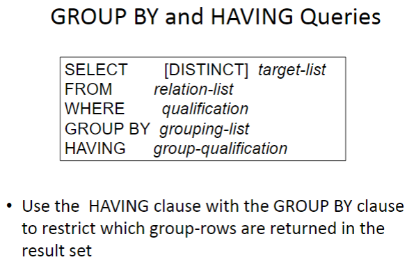 GROUP BY and HAVING Queries
SELECT [DISTINCT] target-list
FROM relation-list
WHERE qualification
GROUP BY grouping-list
HAVING group-qualification
• Use the HAVING clause with the GROUP BY clause
to restrict which group-rows are returned in the
result set